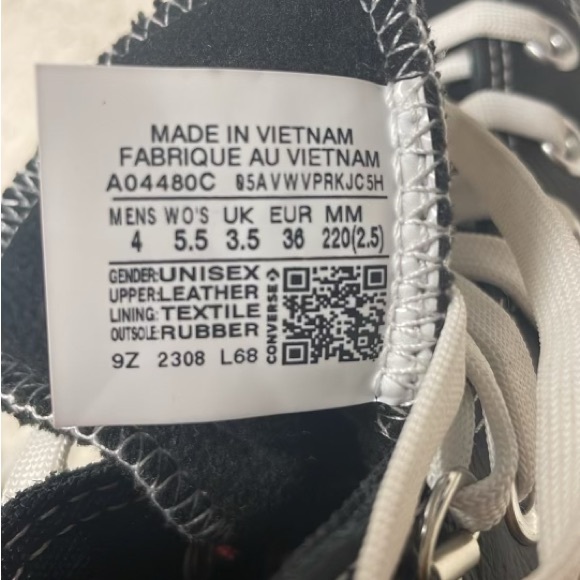 MADE IN VIETNAM
FABRIQUE AU VIETNAM
A04480C 05AVWVPRKJC5H
MENS WO'S UK EUR MM
4 5.5 3.5 36 220(2.5)
GENDER:UNISEX
UPPER:LEATHER
LINING: TEXTILE
OUTSOLE:RUBBER
CONVERSE
9Z 2308 L68